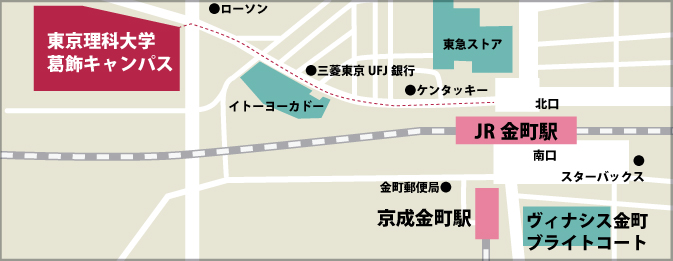 ローソン
東京理科大学
葛飾キャンパス
東急ストア
三菱東京UFJ銀行
ケンタッキー
イトーヨーカドー
北口
JR 金町駅
南口
スターバックス
金町郵便局
京成金町駅
ヴィナシス金町
ブライトコート